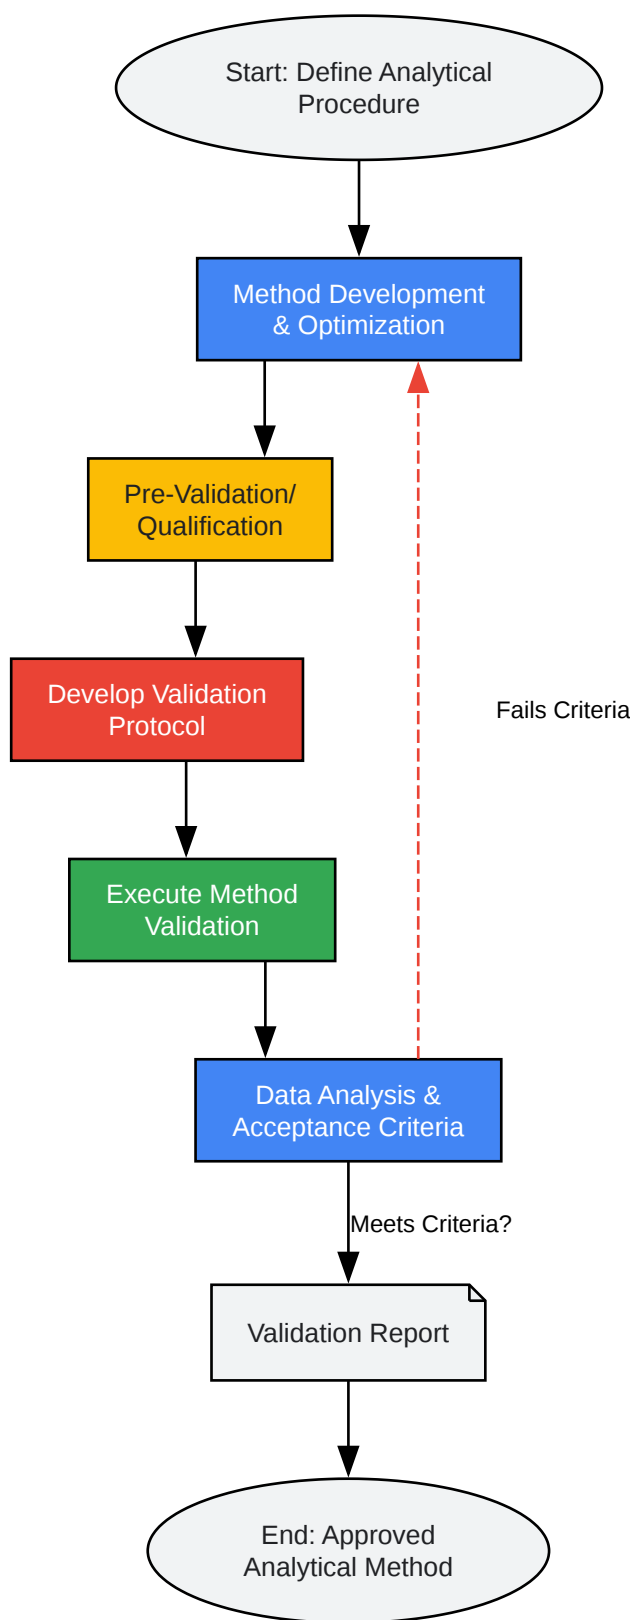 Start: Define Analytical
Procedure
Method Development
& Optimization
Pre-Validation/
Qualification
Develop Validation
Protocol
Fails Criteria
Execute Method
Validation
Data Analysis &
Acceptance Criteria
Meets Criteria?
Validation Report
End: Approved
Analytical Method